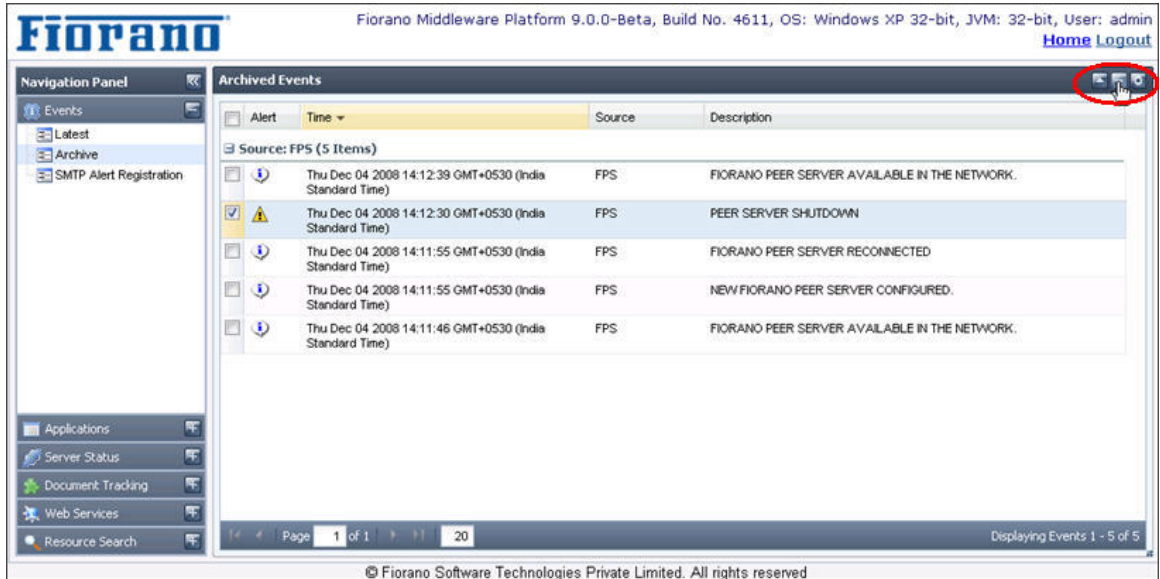 Fiorano
Fiorano Middleware Platform 9.0.0-Beta, Build No. 4611, OS: Windows XP 32-bit, JVM: 32-bit, User: admin
Home Logout
Navigation Panel
Events
Latest
Archive
SMTP Alert Registration
Applications
Server Status
Document Tracking
Web Services
Resource Search
Archived Events
Alert Time Source Description
Source: FPS (5 Items)
Thu Dec 04 2008 14:12:39 GMT+0530 (India FPS FIORANO PEER SERVER AVAILABLE IN THE NETWORK.
Standard Time)
Thu Dec 04 2008 14:12:30 GMT+0530 (India FPS PEER SERVER SHUTDOWN
Standard Time)
Thu Dec 04 2008 14:11:55 GMT+0530 (India FPS FIORANO PEER SERVER RECONNECTED
Standard Time)
Thu Dec 04 2008 14:11:55 GMT+0530 (India FPS NEW FIORANO PEER SERVER CONFIGURED.
Standard Time)
Thu Dec 04 2008 14:11:46 GMT+0530 (India FPS FIORANO PEER SERVER AVAILABLE IN THE NETWORK.
Standard Time)
Page 1 of 1 20 Displaying Events 1 - 5 of 5
© Fiorano Software Technologies Private Limited. All rights reserved